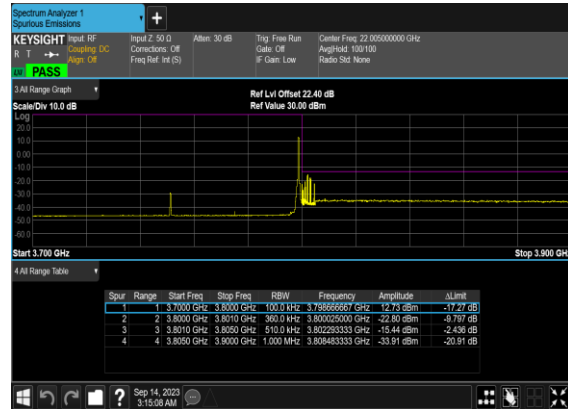 Spectrum Analyzer 1
Spurious Emissions
+
KEYSIGHT Input: RF Input Z: 50 Ω Atten: 30 dB Trig: Free Run Center Freq: 22.005000000 GHz
R T Coupling: DC Corrections: Off Gate: Off Avg|Hold: 100/100
Align: Off Freq Ref: Int (S) IF Gain: Low Radio Std: None
PASS
3 All Range Graph
Ref Lvl Offset 22.40 dB
Scale/Div 10.0 dB Ref Value 30.00 dBm
Log
20.0
10.0
0.00
-10.0
-20.0
-30.0
-40.0
-50.0
-60.0
Start 3.700 GHz Stop 3.900 GHz
4 All Range Table
Spur Range Start Freq Stop Freq RBW Frequency Amplitude ΔLimit
1 1 3.7000 GHz 3.8000 GHz 100.0 kHz 3.798666667 GHz 12.73 dBm -17.27 dB
2 2 3.8000 GHz 3.8010 GHz 360.0 kHz 3.800025000 GHz -22.80 dBm -9.797 dB
3 3 3.8010 GHz 3.8050 GHz 510.0 kHz 3.802293333 GHz -15.44 dBm -2.436 dB
4 4 3.8050 GHz 3.9000 GHz 1.000 MHz 3.808483333 GHz -33.91 dBm -20.91 dB
? Sep 14, 2023
3:15:08 AM